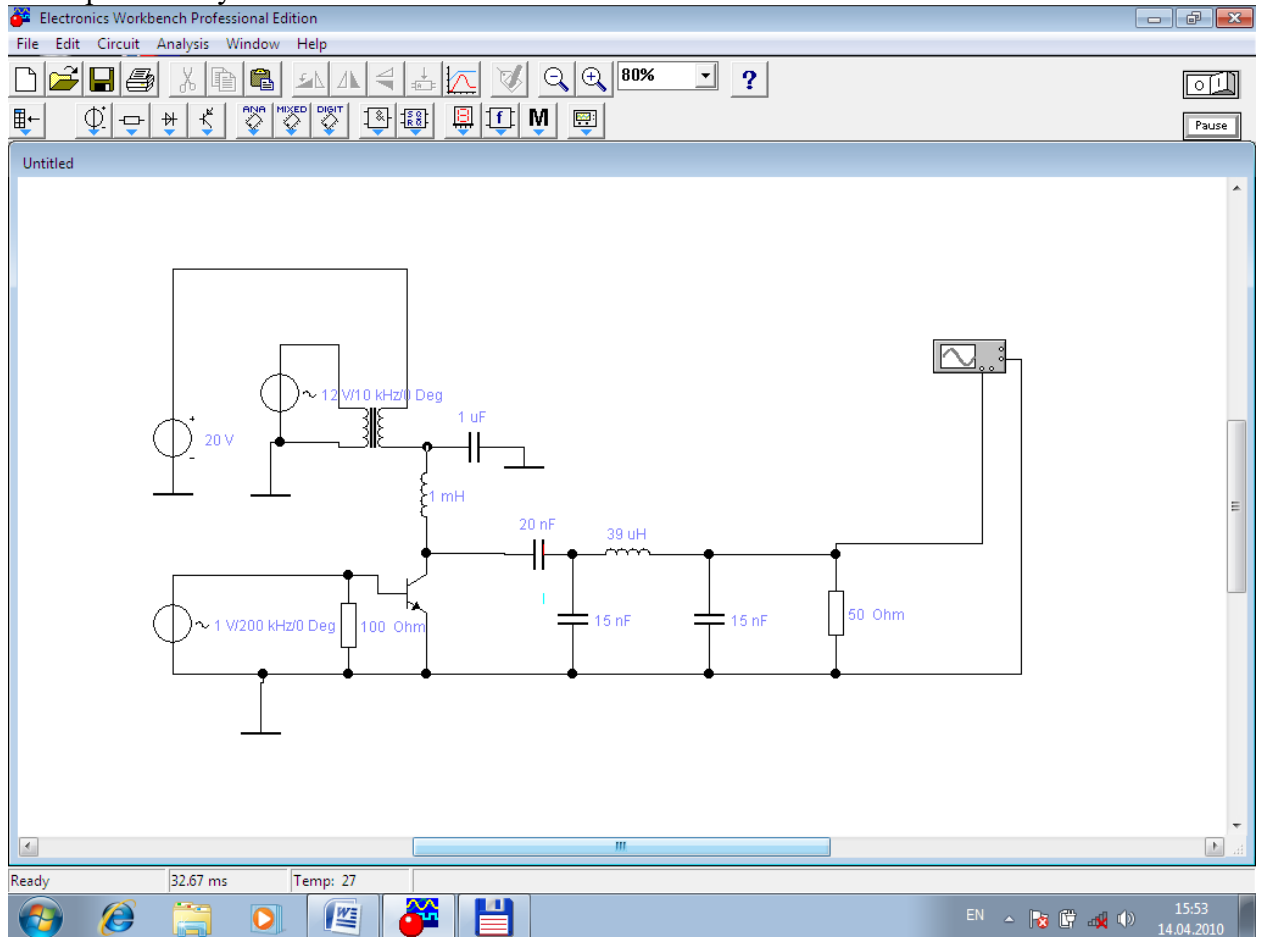 Electronics Workbench Professional Edition
File Edit Circuit Analysis Window Help
80%
?
ANA MIXED DIGIT
& f M
Pause
Untitled
12 V/10 kHz/0 Deg
1 uF
20 V
1 mH
20 nF
39 uH
1 V/200 kHz/0 Deg
100 Ohm
15 nF
15 nF
50 Ohm
Ready 32.67 ms Temp: 27
EN 15:53
14.04.2010